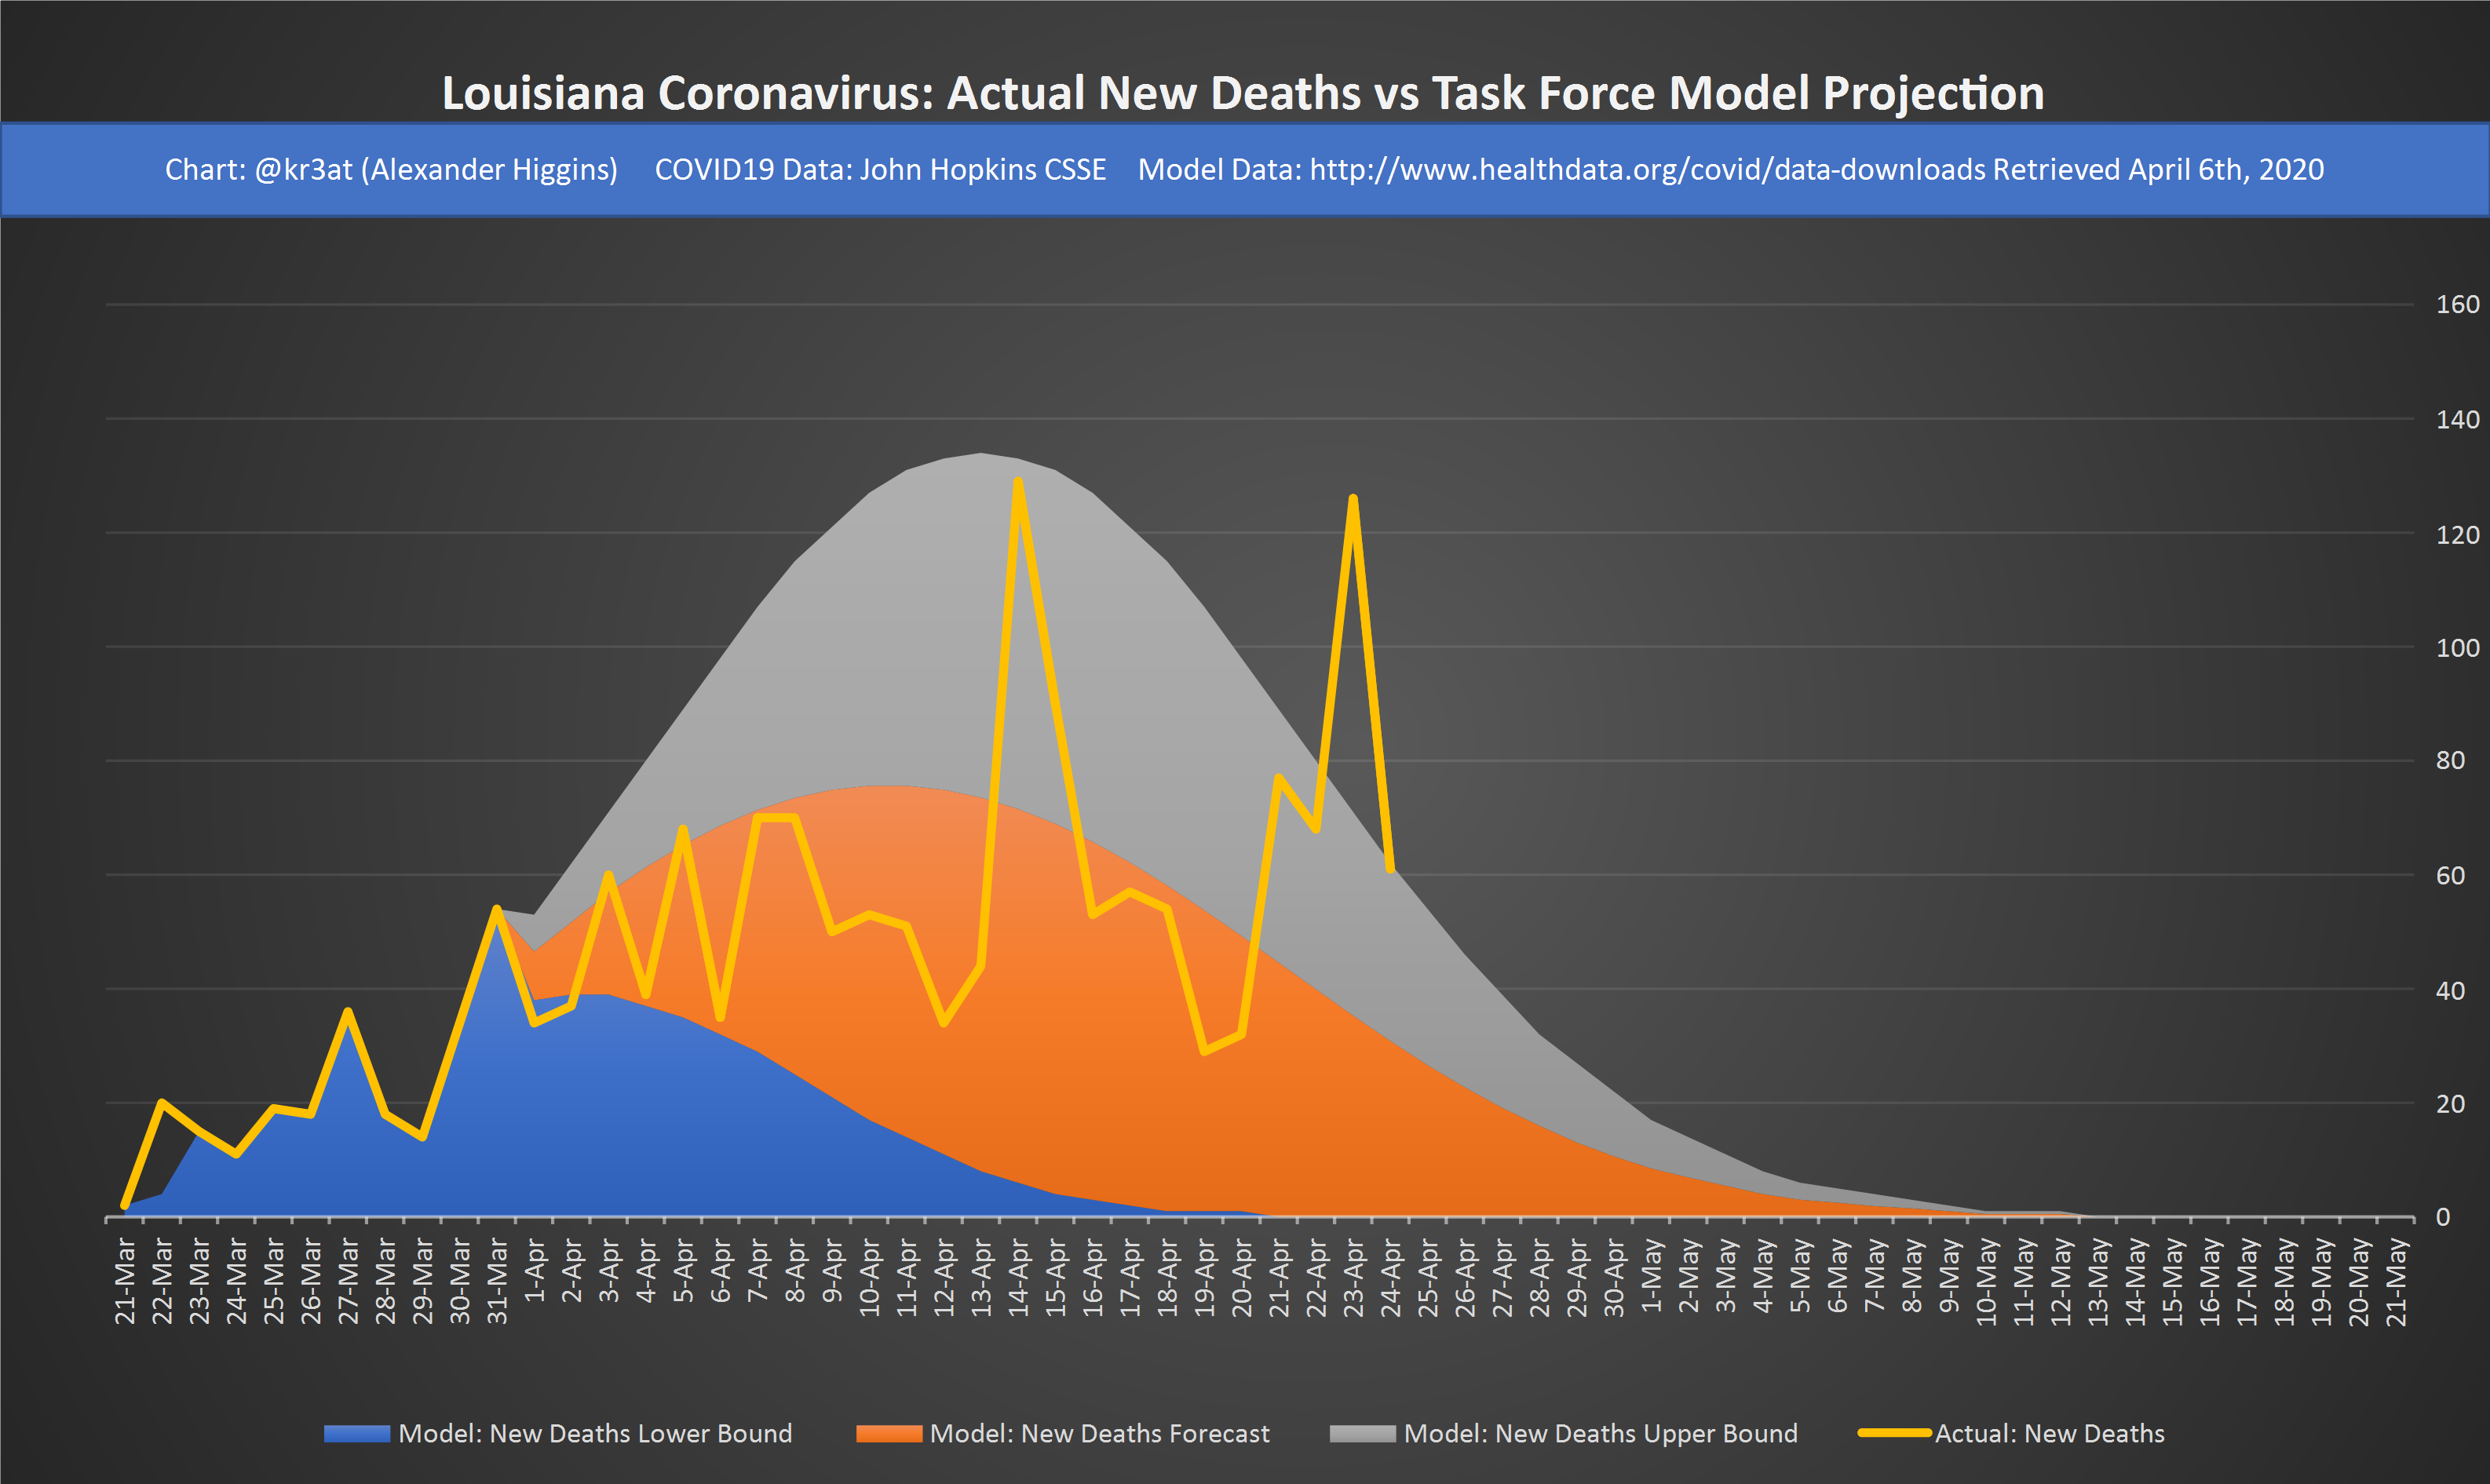 Louisiana Coronavirus: Actual New Deaths vs Task Force Model Projection
Chart: @kr3at (Alexander Higgins) COVID19 Data: John Hopkins CSSE Model Data: http://www.healthdata.org/covid/data-downloads Retrieved April 6th, 2020
160
140
120
100
80
60
40
20
0
21-Mar
22-Mar
23-Mar
24-Mar
25-Mar
26-Mar
27-Mar
28-Mar
29-Mar
30-Mar
31-Mar
1-Apr
2-Apr
3-Apr
4-Apr
5-Apr
6-Apr
7-Apr
8-Apr
9-Apr
10-Apr
11-Apr
12-Apr
13-Apr
14-Apr
15-Apr
16-Apr
17-Apr
18-Apr
19-Apr
20-Apr
21-Apr
22-Apr
23-Apr
24-Apr
25-Apr
26-Apr
27-Apr
28-Apr
29-Apr
30-Apr
1-May
2-May
3-May
4-May
5-May
6-May
7-May
8-May
9-May
10-May
11-May
12-May
13-May
14-May
15-May
16-May
17-May
18-May
19-May
20-May
21-May
Model: New Deaths Lower Bound
Model: New Deaths Forecast
Model: New Deaths Upper Bound
Actual: New Deaths